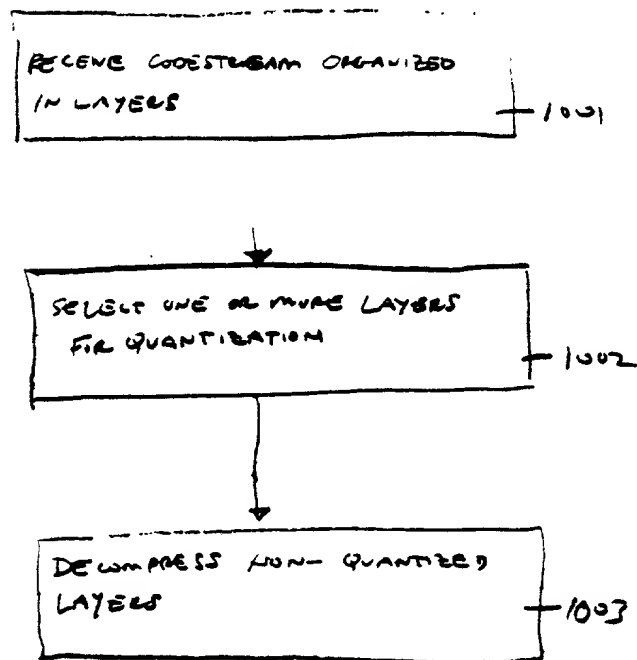 RECEIVE CODESTREAM ORGANIZED
IN LAYERS
1001
SELECT ONE OR MORE LAYERS
FOR QUANTIZATION
1002
DECOMPRESS NON-QUANTIZED
LAYERS
1003